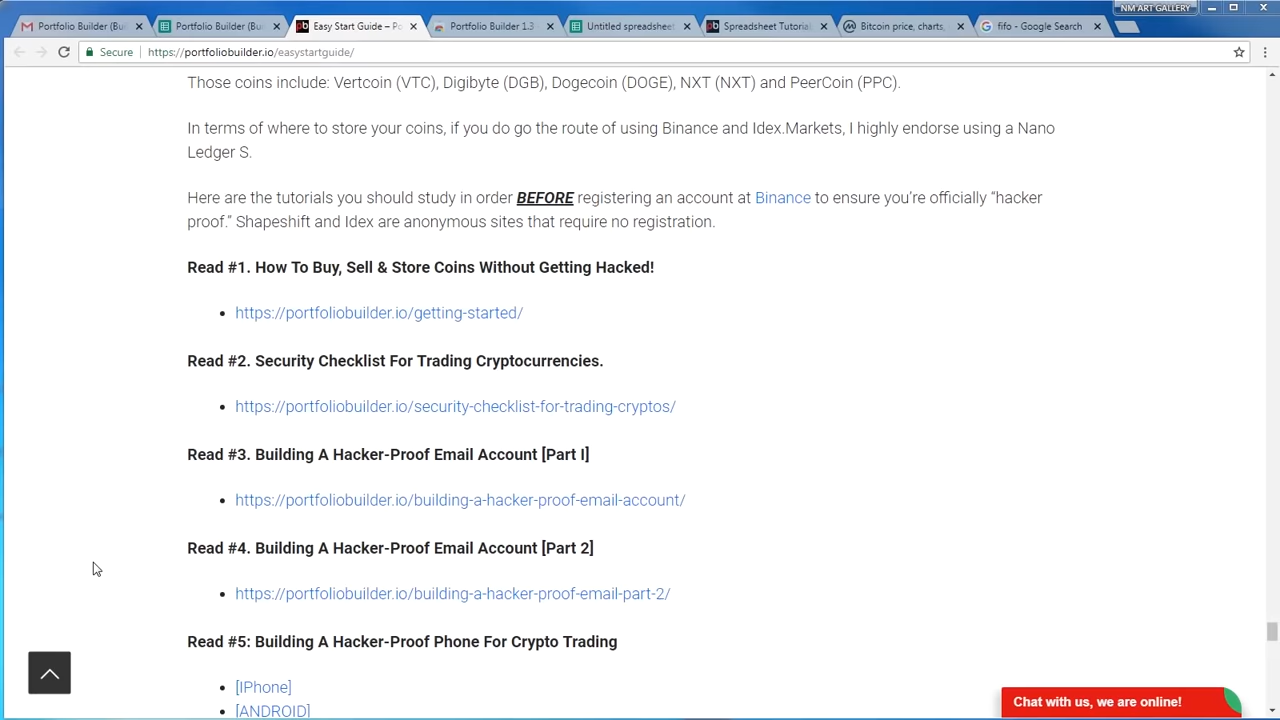 NM ART GALLERY
Portfolio Builder (Bui
Portfolio Builder (Bui
Easy Start Guide – Po
Portfolio Builder 1.3
Untitled spreadsheet
Spreadsheet Tutorial
Bitcoin price, charts,
fifo - Google Search
Secure
https://portfoliobuilder.io/easystartguide/
Those coins include: Vertcoin (VTC), Digibyte (DGB), Dogecoin (DOGE), NXT (NXT) and PeerCoin (PPC).
In terms of where to store your coins, if you do go the route of using Binance and Idex.Markets, I highly endorse using a Nano
Ledger S.
Here are the tutorials you should study in order BEFORE registering an account at Binance to ensure you're officially “hacker
proof.” Shapeshift and Idex are anonymous sites that require no registration.
Read #1. How To Buy, Sell & Store Coins Without Getting Hacked!
https://portfoliobuilder.io/getting-started/
Read #2. Security Checklist For Trading Cryptocurrencies.
https://portfoliobuilder.io/security-checklist-for-trading-cryptos/
Read #3. Building A Hacker-Proof Email Account [Part I]
https://portfoliobuilder.io/building-a-hacker-proof-email-account/
Read #4. Building A Hacker-Proof Email Account [Part 2]
https://portfoliobuilder.io/building-a-hacker-proof-email-part-2/
Read #5: Building A Hacker-Proof Phone For Crypto Trading
[IPhone]
[ANDROID]
Chat with us, we are online!